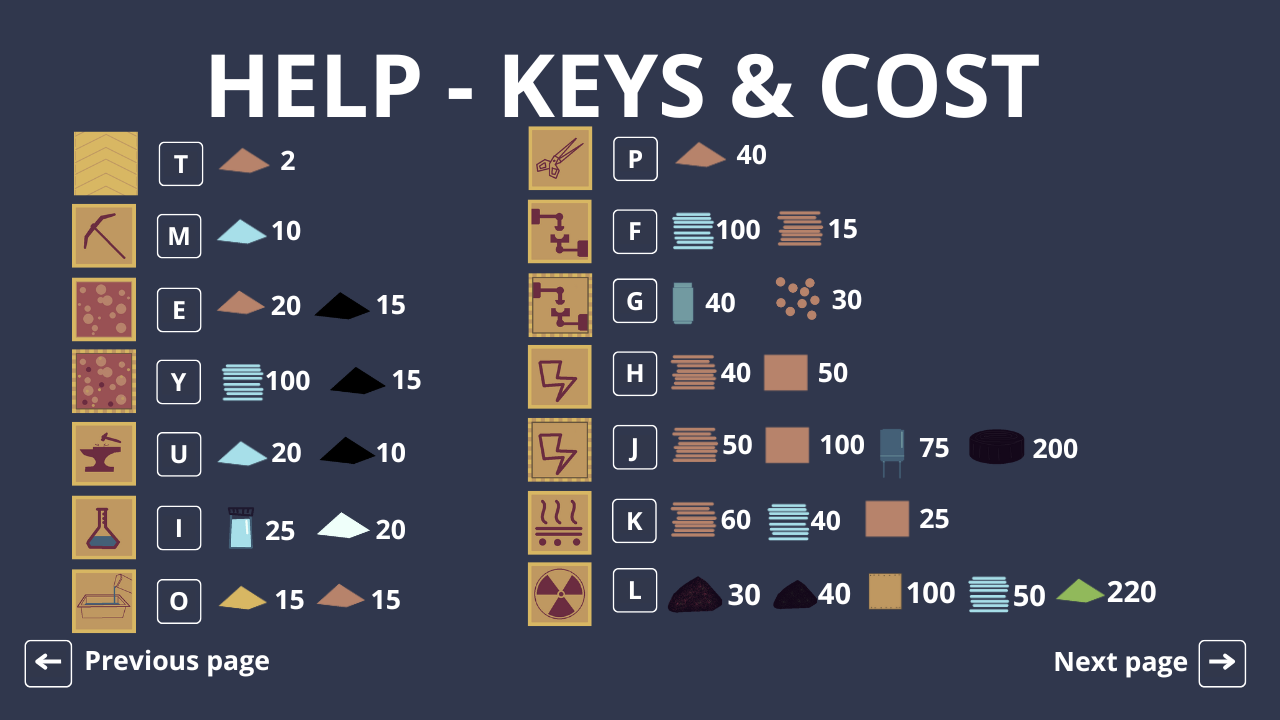 HELP - KEYS & COST
T 2
M 10
E 20 15
Y 100 15
U 20 10
I 25 20
O 15 15
P 40
F 100 15
G 40 30
H 40 50
J 50 100 75 200
K 60 40 25
L 30 40 100 50 220
← Previous page
Next page →